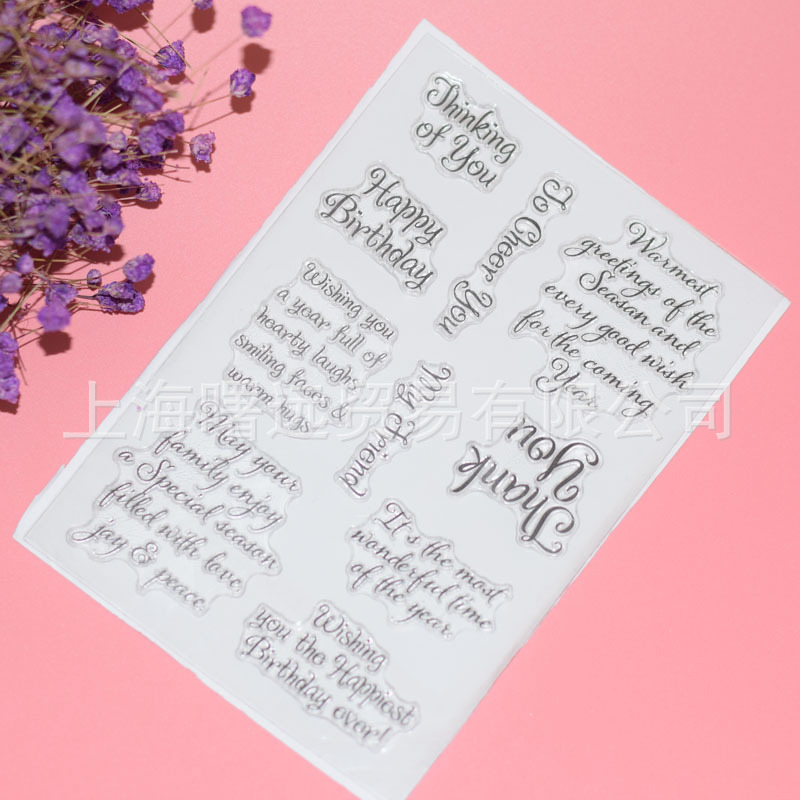 Thinking
of You
Happy
Birthday
To Cheer You
Warmest
greetings of the
Season and
every good wish
for the coming
Year
Wishing you
a year full of
hearty laughs
smiling faces &
warm hugs
My Friend
Thank
You
May your
family enjoy
a Special season
filled with love
joy & peace
It's the most
wonderful time
of the year
Wishing
you the Happiest
Birthday ever!
上海曙远贸易有限公司